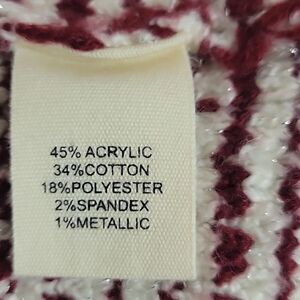 45% ACRYLIC
34%COTTON
18%POLYESTER
2%SPANDEX
1%METALLIC